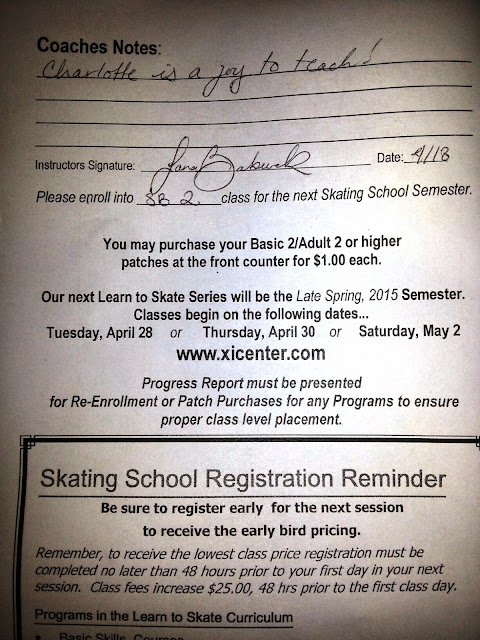 Coaches Notes:
Charlotte is a joy to teach!
Instructors Signature: Date: 4/18
Please enroll into SB 2 class for the next Skating School Semester.
You may purchase your Basic 2/Adult 2 or higher
patches at the front counter for $1.00 each.
Our next Learn to Skate Series will be the Late Spring, 2015 Semester.
Classes begin on the following dates...
Tuesday, April 28 or Thursday, April 30 or Saturday, May 2
www.xicenter.com
Progress Report must be presented
for Re-Enrollment or Patch Purchases for any Programs to ensure
proper class level placement.
Skating School Registration Reminder
Be sure to register early for the next session
to receive the early bird pricing.
Remember, to receive the lowest class price registration must be
completed no later than 48 hours prior to your first day in your next
session. Class fees increase $25.00, 48 hrs prior to the first class day.
Programs in the Learn to Skate Curriculum
• Basic Skills Courses